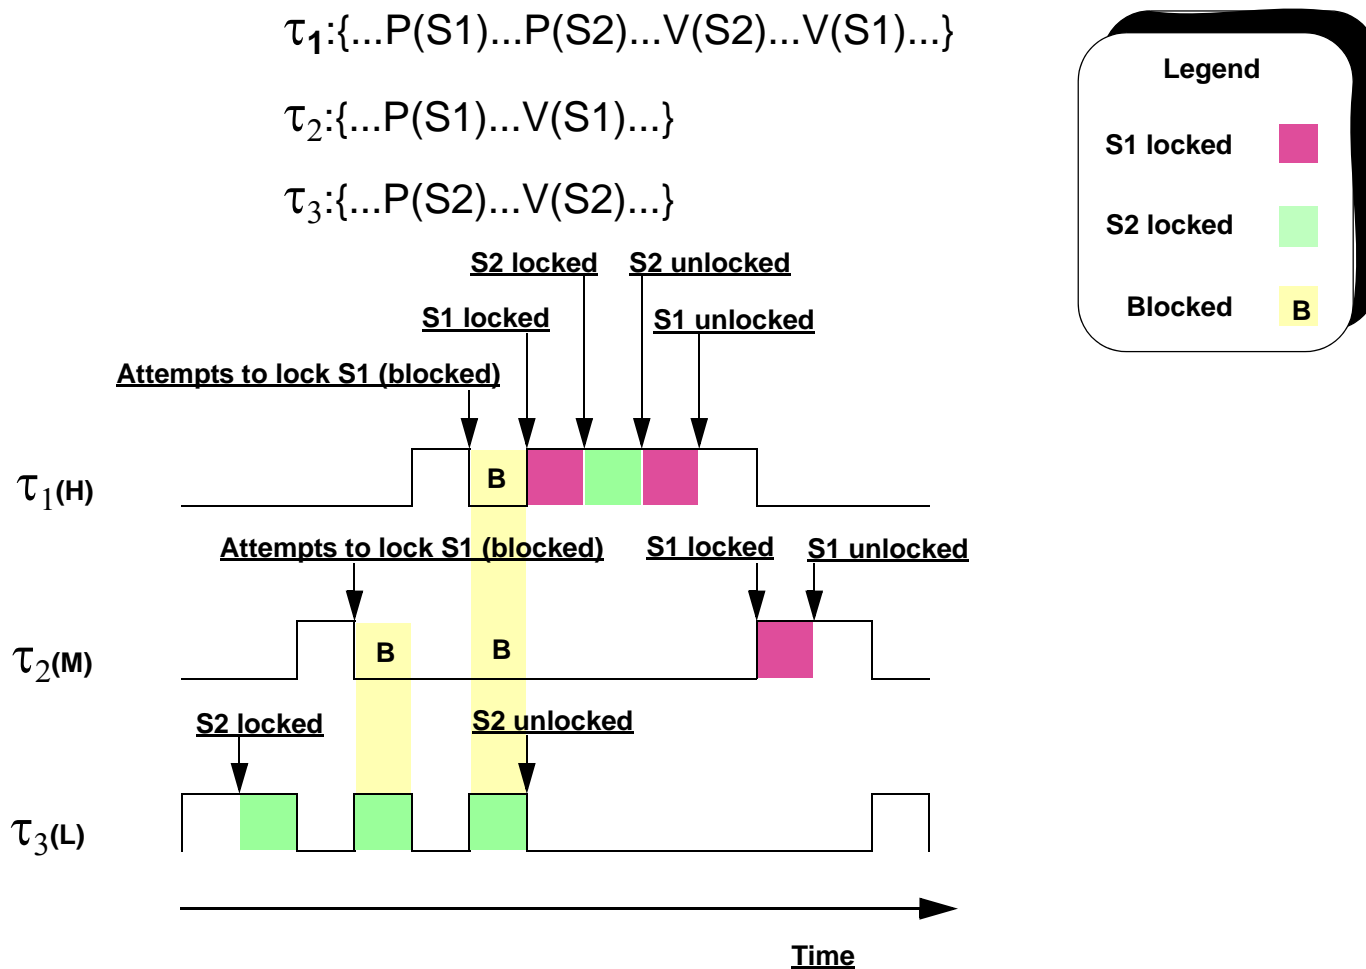 τ1:{...P(S1)...P(S2)...V(S2)...V(S1)...}
τ2:{...P(S1)...V(S1)...}
τ3:{...P(S2)...V(S2)...}
Legend
S1 locked
S2 locked
Blocked B
S2 locked S2 unlocked
S1 locked S1 unlocked
Attempts to lock S1 (blocked)
τ1(H) B
Attempts to lock S1 (blocked) S1 locked S1 unlocked
τ2(M) B B
S2 locked S2 unlocked
τ3(L)
Time